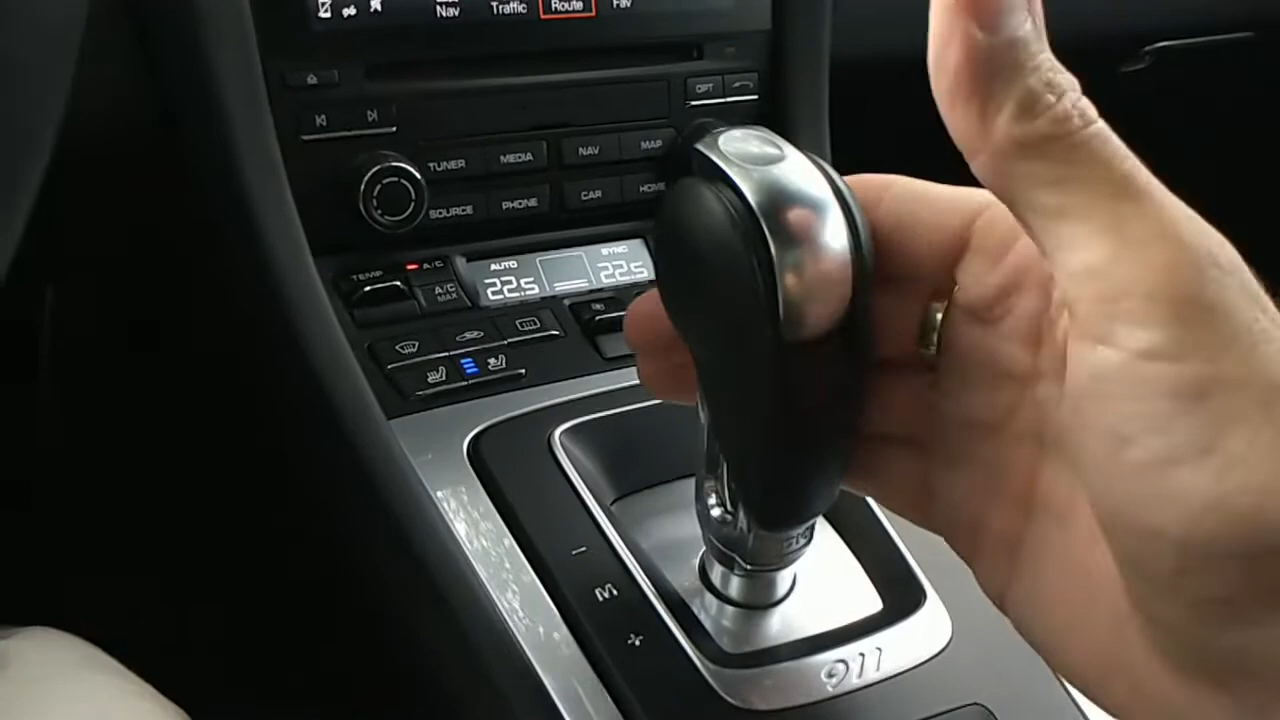 Nav Traffic Route Fav
OPT
TUNER MEDIA NAV MAP
SOURCE PHONE CAR HOME
TEMP A/C AUTO SYNC
22.5 22.5
A/C
MAX
−
M
+
911